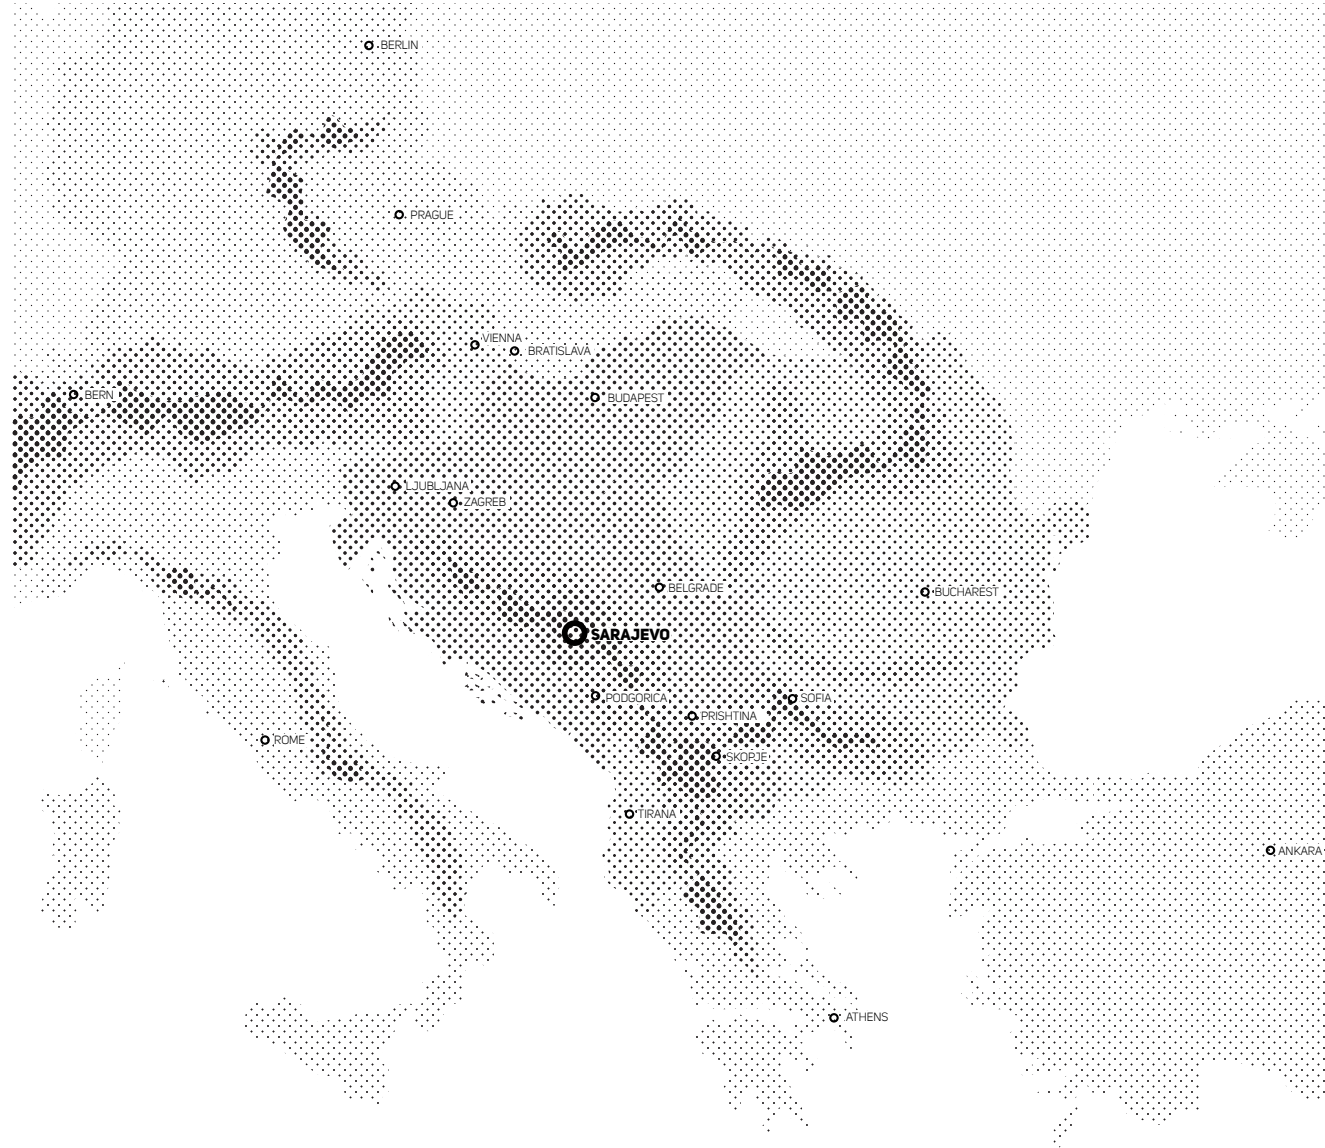 BERLIN
PRAGUE
VIENNA
BRATISLAVA
BERN
BUDAPEST
LJUBLJANA
ZAGREB
BELGRADE
BUCHAREST
SARAJEVO
PODGORICA
SOFIA
PRISHTINA
ROME
SKOPJE
TIRANA
ANKARA
ATHENS